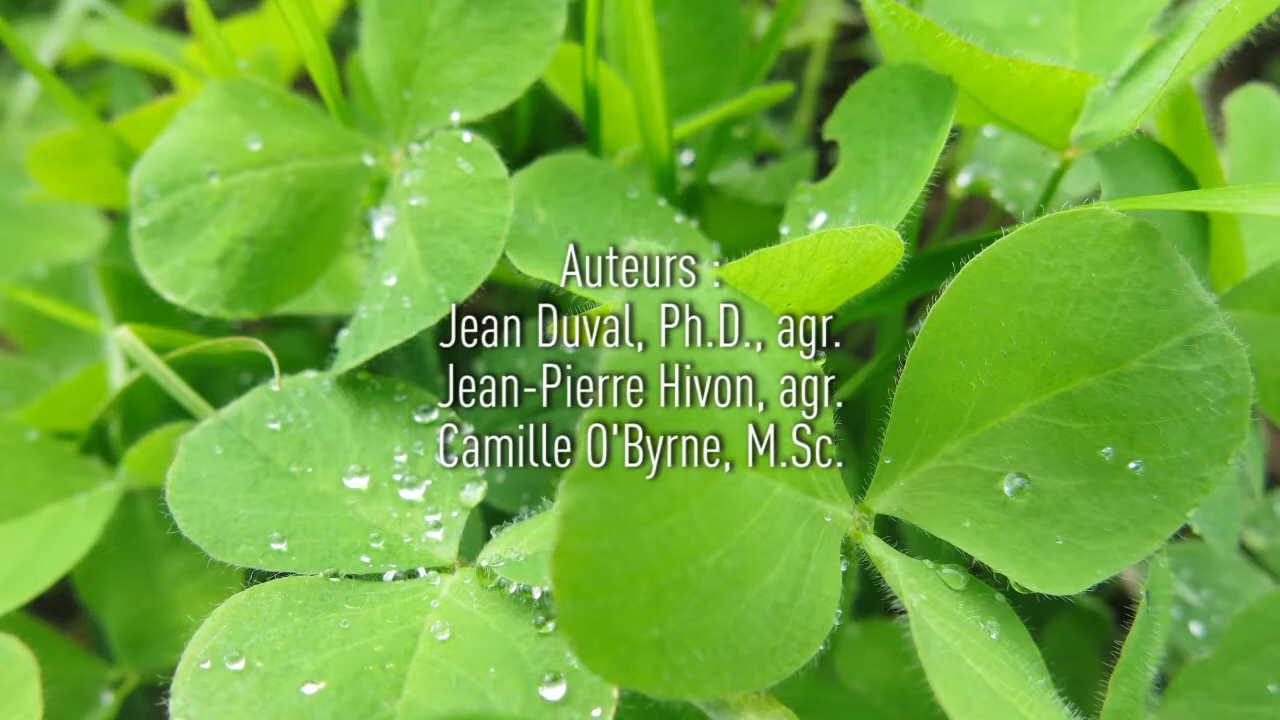 Auteurs :
Jean Duval, Ph.D., agr.
Jean-Pierre Hivon, agr.
Camille O'Byrne, M.Sc.